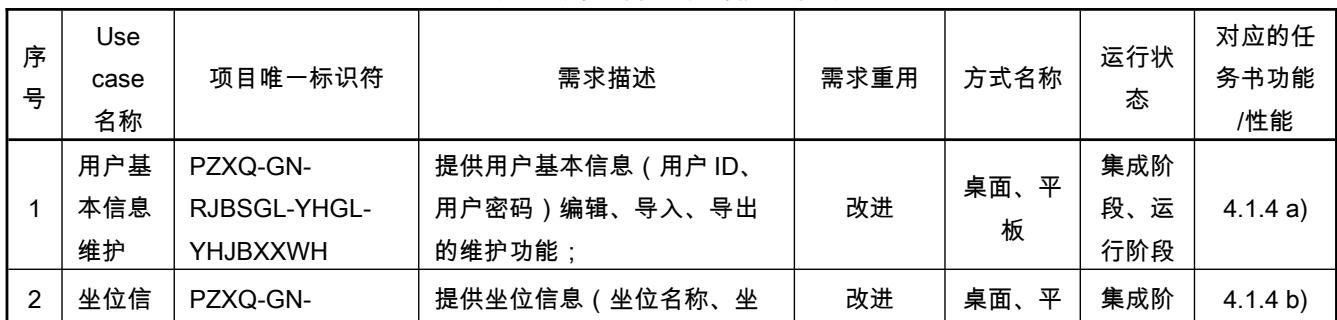 序号
Use case 名称
项目唯一标识符
需求描述
需求重用
方式名称
运行状态
对应的任务书功能/性能
1
用户基本信息维护
PZXQ-GN-
RJBSGL-YHGL-
YHJBXXWH
提供用户基本信息（用户 ID、
用户密码）编辑、导入、导出
的维护功能；
改进
桌面、平板
集成阶段、运行阶段
4.1.4 a)
2
坐位信
PZXQ-GN-
提供坐位信息（坐位名称、坐
改进
桌面、平
集成阶
4.1.4 b)